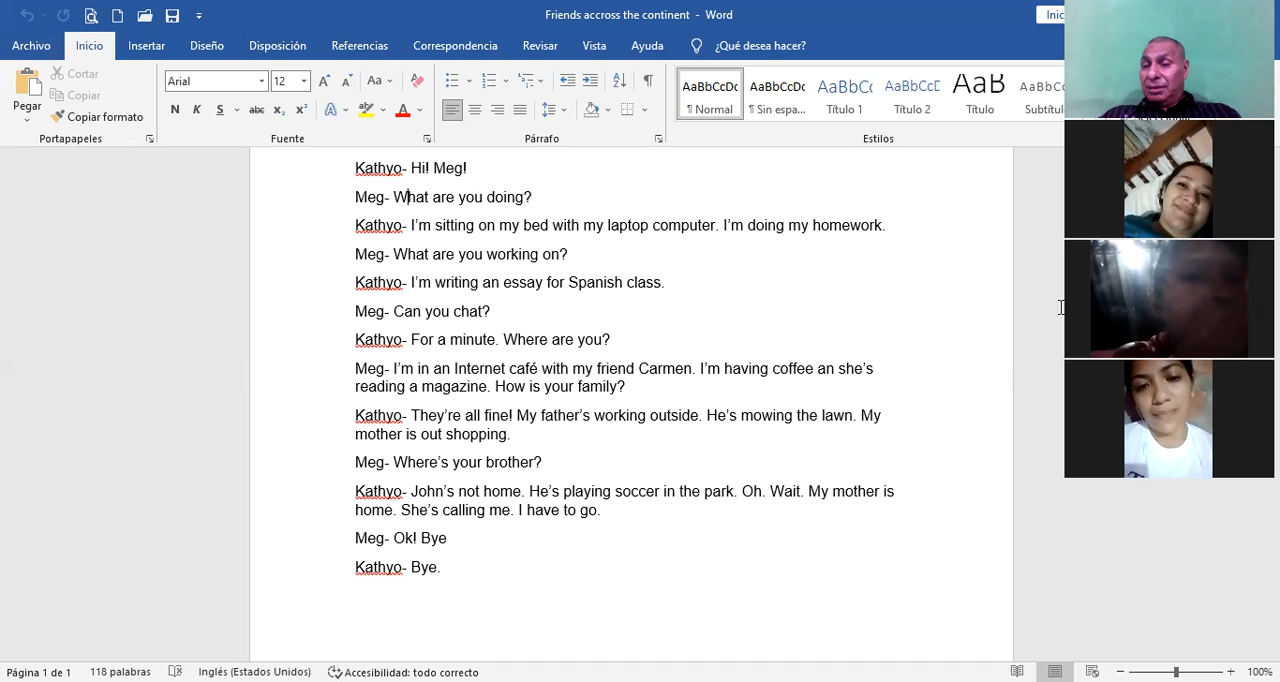 Friends accross the continent - Word
Inic
Archivo Inicio Insertar Diseño Disposición Referencias Correspondencia Revisar Vista Ayuda ¿Qué desea hacer?
Pegar
Cortar
Copiar
Copiar formato
Portapapeles
Arial 12
N K S abc x₂ x²
Fuente
Párrafo
AaBbCcDc AaBbCcDc AaBbCc AaBbCcD AaB AaBbCc
¶ Normal ¶ Sin espa... Título 1 Título 2 Título Subtítul
Estilos
Kathyo- Hi! Meg!
Meg- What are you doing?
Kathyo- I’m sitting on my bed with my laptop computer. I’m doing my homework.
Meg- What are you working on?
Kathyo- I’m writing an essay for Spanish class.
Meg- Can you chat?
Kathyo- For a minute. Where are you?
Meg- I’m in an Internet café with my friend Carmen. I’m having coffee an she’s
reading a magazine. How is your family?
Kathyo- They’re all fine! My father’s working outside. He’s mowing the lawn. My
mother is out shopping.
Meg- Where’s your brother?
Kathyo- John’s not home. He’s playing soccer in the park. Oh. Wait. My mother is
home. She’s calling me. I have to go.
Meg- Ok! Bye
Kathyo- Bye.
Página 1 de 1 118 palabras Inglés (Estados Unidos) Accesibilidad: todo correcto 100%